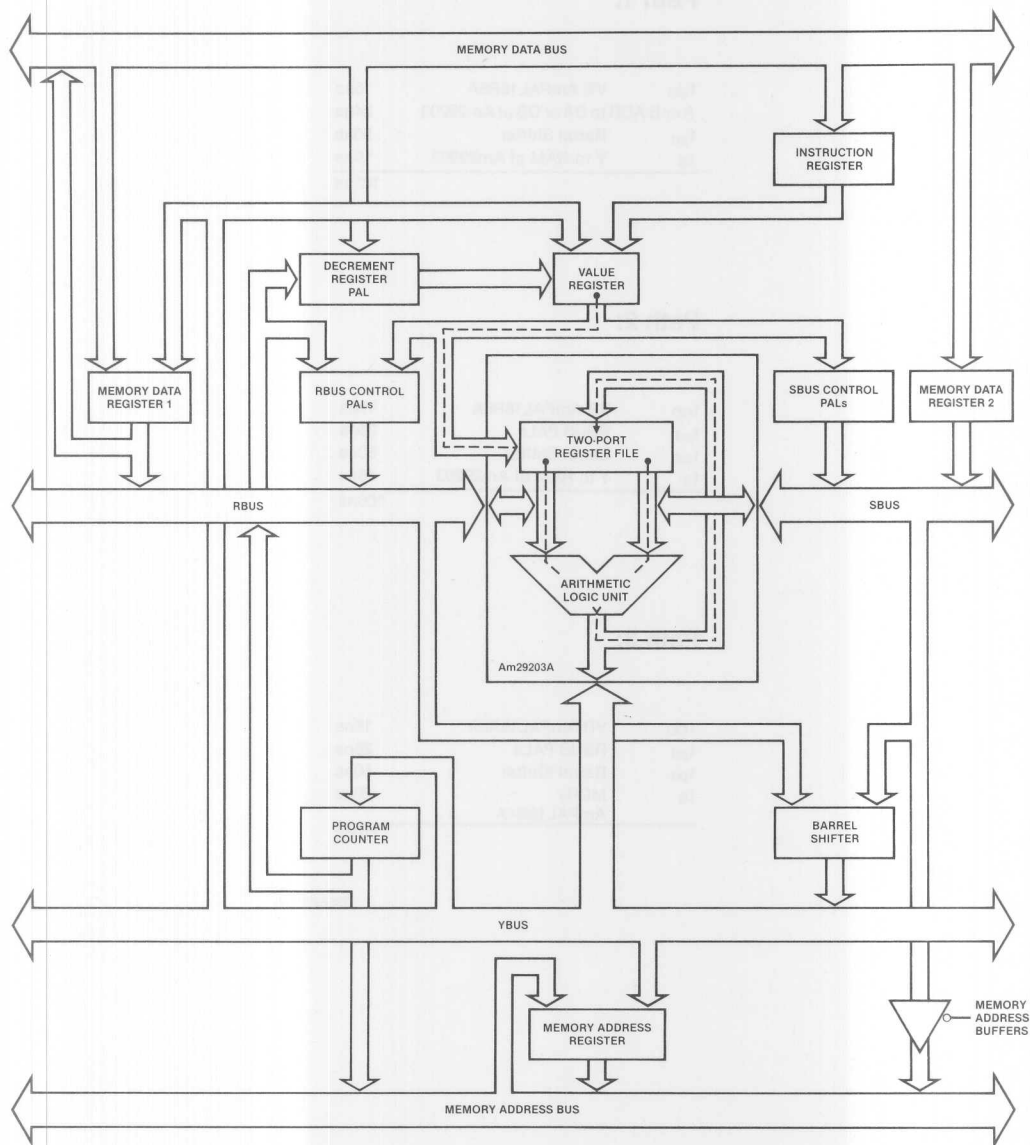 MEMORY DATA BUS
INSTRUCTION
REGISTER
DECREMENT
REGISTER
PAL
VALUE
REGISTER
MEMORY DATA
REGISTER 1
RBUS CONTROL
PALs
TWO-PORT
REGISTER FILE
SBUS CONTROL
PALs
MEMORY DATA
REGISTER 2
RBUS
SBUS
ARITHMETIC
LOGIC UNIT
Am29203A
PROGRAM
COUNTER
BARREL
SHIFTER
YBUS
MEMORY ADDRESS
REGISTER
MEMORY
ADDRESS
BUFFERS
MEMORY ADDRESS BUS